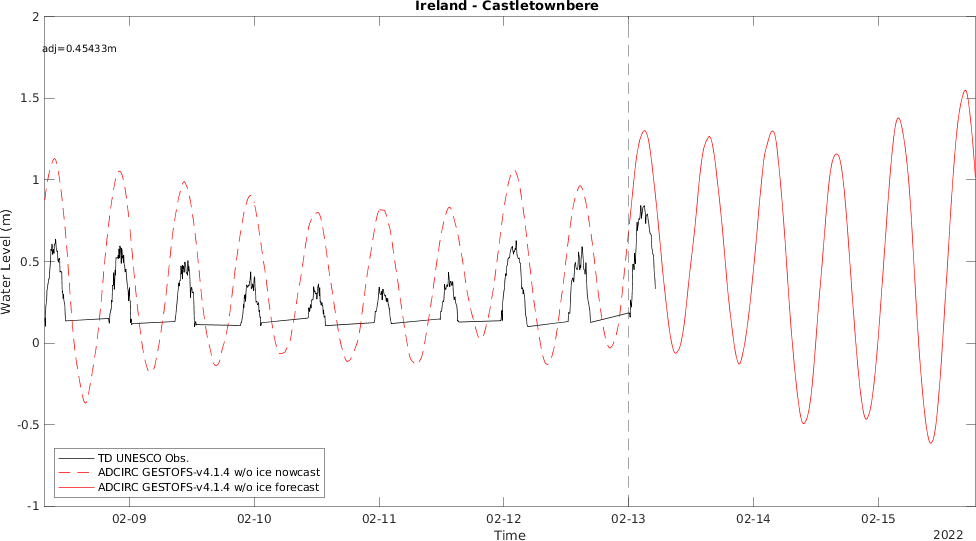 Ireland - Castletownbere
adj=0.45433m
2
1.5
1
0.5
0
-0.5
-1
Water Level (m)
TD UNESCO Obs.
ADCIRC GESTOFS-v4.1.4 w/o ice nowcast
ADCIRC GESTOFS-v4.1.4 w/o ice forecast
02-09 02-10 02-11 02-12 02-13 02-14 02-15
Time
2022